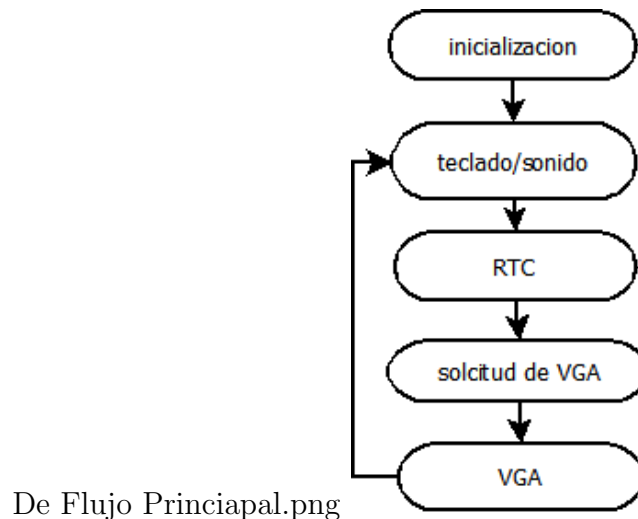 inicializacion
teclado/sonido
RTC
solcitud de VGA
VGA
De Flujo Princiapal.png